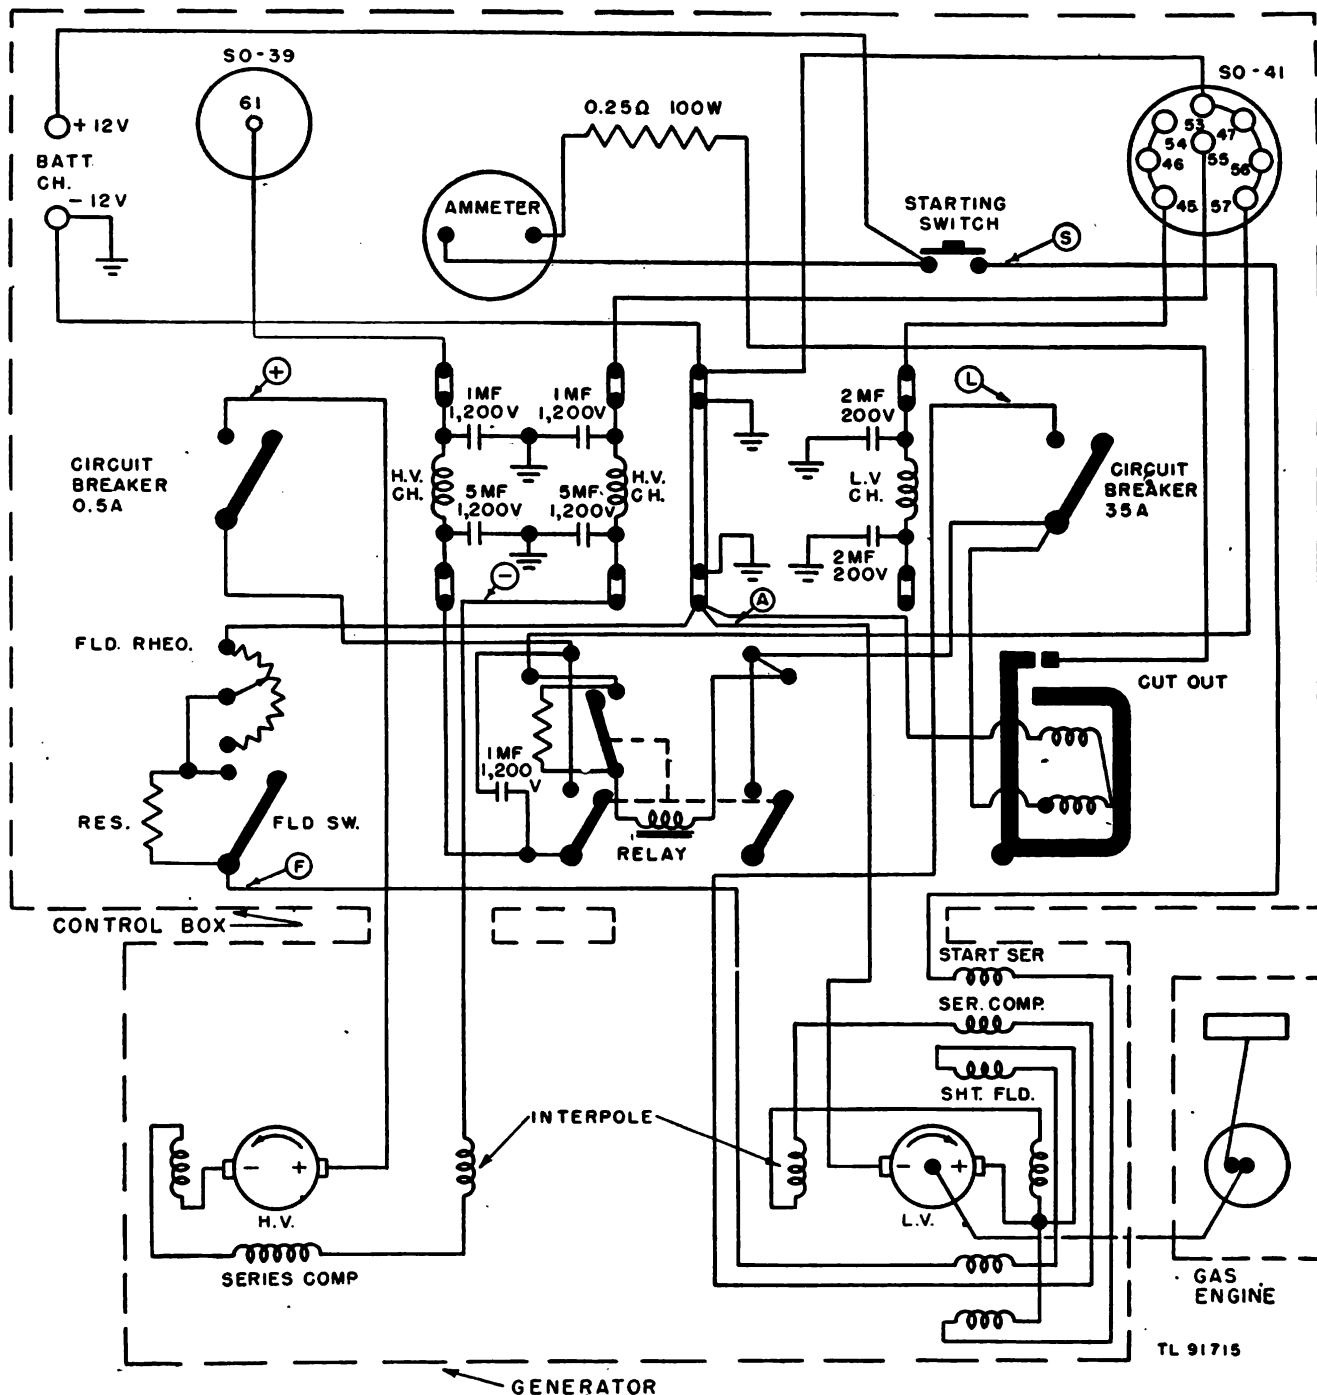 SO-39
61
+ 12V
BATT.
CH.
- 12V
0.25Ω 100W
AMMETER
STARTING
SWITCH
S
SO-41
53
54
47
55
46
56
45
57
+
1MF
1,200V
1MF
1,200V
2MF
200V
L
CIRCUIT
BREAKER
0.5A
H.V.
CH.
H.V.
CH.
L.V
CH.
CIRCUIT
BREAKER
35A
5MF
1,200V
5MF
1,200V
2MF
200V
-
A
FLD. RHEO.
CUT OUT
1MF
1,200
V
RES.
FLD SW.
RELAY
F
CONTROL BOX
START SER
SER. COMP.
SHT. FLD.
INTERPOLE
- +
H.V.
- +
L.V.
SERIES COMP
GAS
ENGINE
TL 91715
GENERATOR